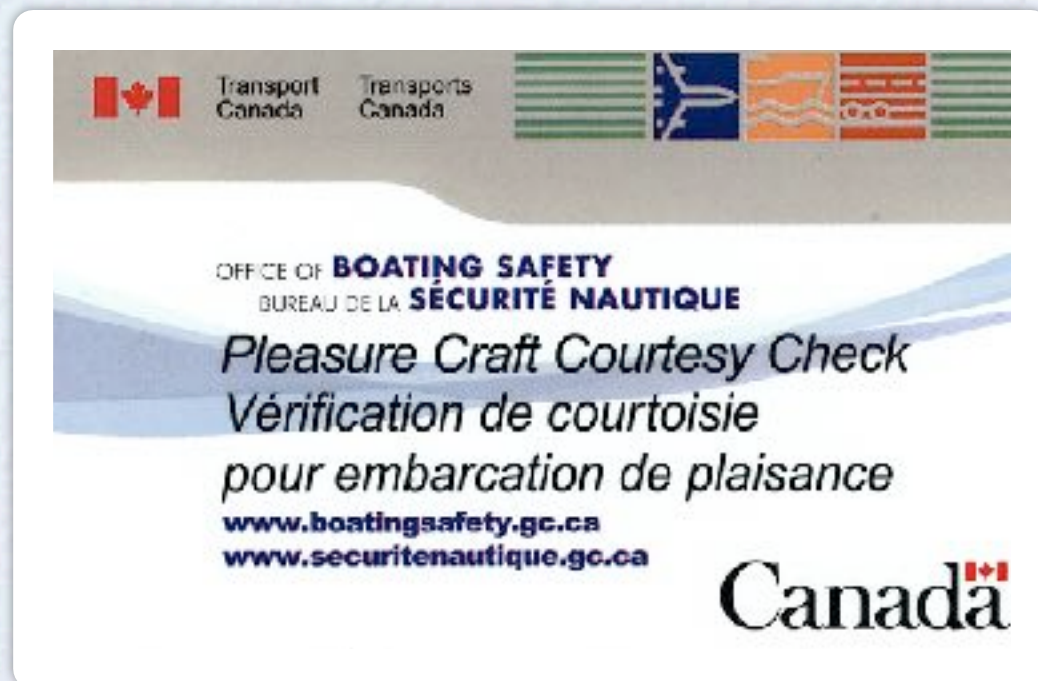 Transport Canada
Transports Canada
OFFICE OF BOATING SAFETY
BUREAU DE LA SÉCURITÉ NAUTIQUE
Pleasure Craft Courtesy Check
Vérification de courtoisie
pour embarcation de plaisance
www.boatingsafety.gc.ca
www.securitenautique.gc.ca
Canada